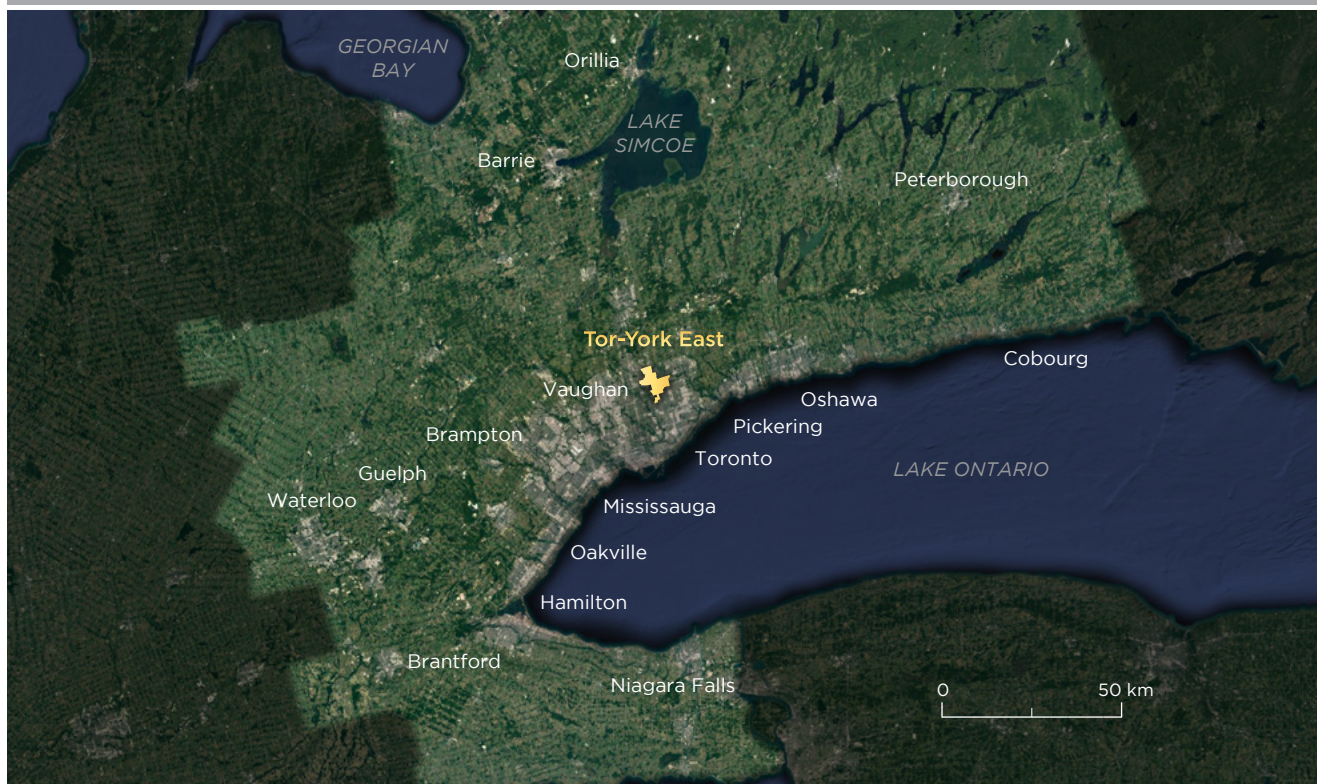 GEORGIAN
BAY
Orillia
LAKE
SIMCOE
Barrie
Peterborough
Tor-York East
Cobourg
Vaughan
Oshawa
Pickering
Brampton
Toronto
LAKE ONTARIO
Guelph
Waterloo
Mississauga
Oakville
Hamilton
Brantford
Niagara Falls
0 50 km